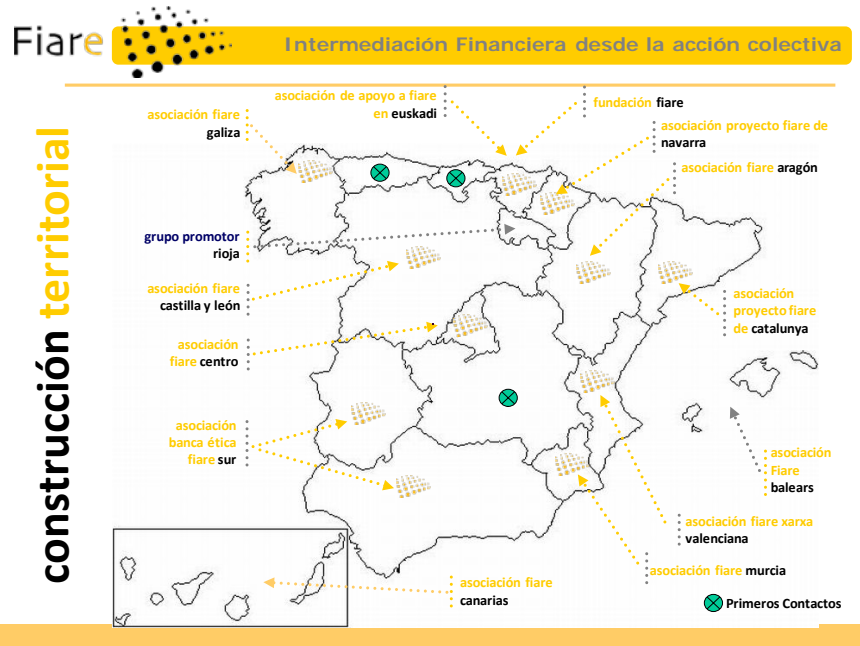 Fiare
Intermediación Financiera desde la acción colectiva
construcción territorial
asociación fiare
galiza
asociación de apoyo a fiare
en euskadi
fundación fiare
asociación proyecto fiare de
navarra
asociación fiare aragón
grupo promotor
rioja
asociación fiare
castilla y león
asociación
proyecto fiare
de catalunya
asociación
fiare centro
asociación
banca ética
fiare sur
asociación
Fiare
balears
asociación fiare xarxa
valenciana
asociación fiare murcia
asociación fiare
canarias
Primeros Contactos